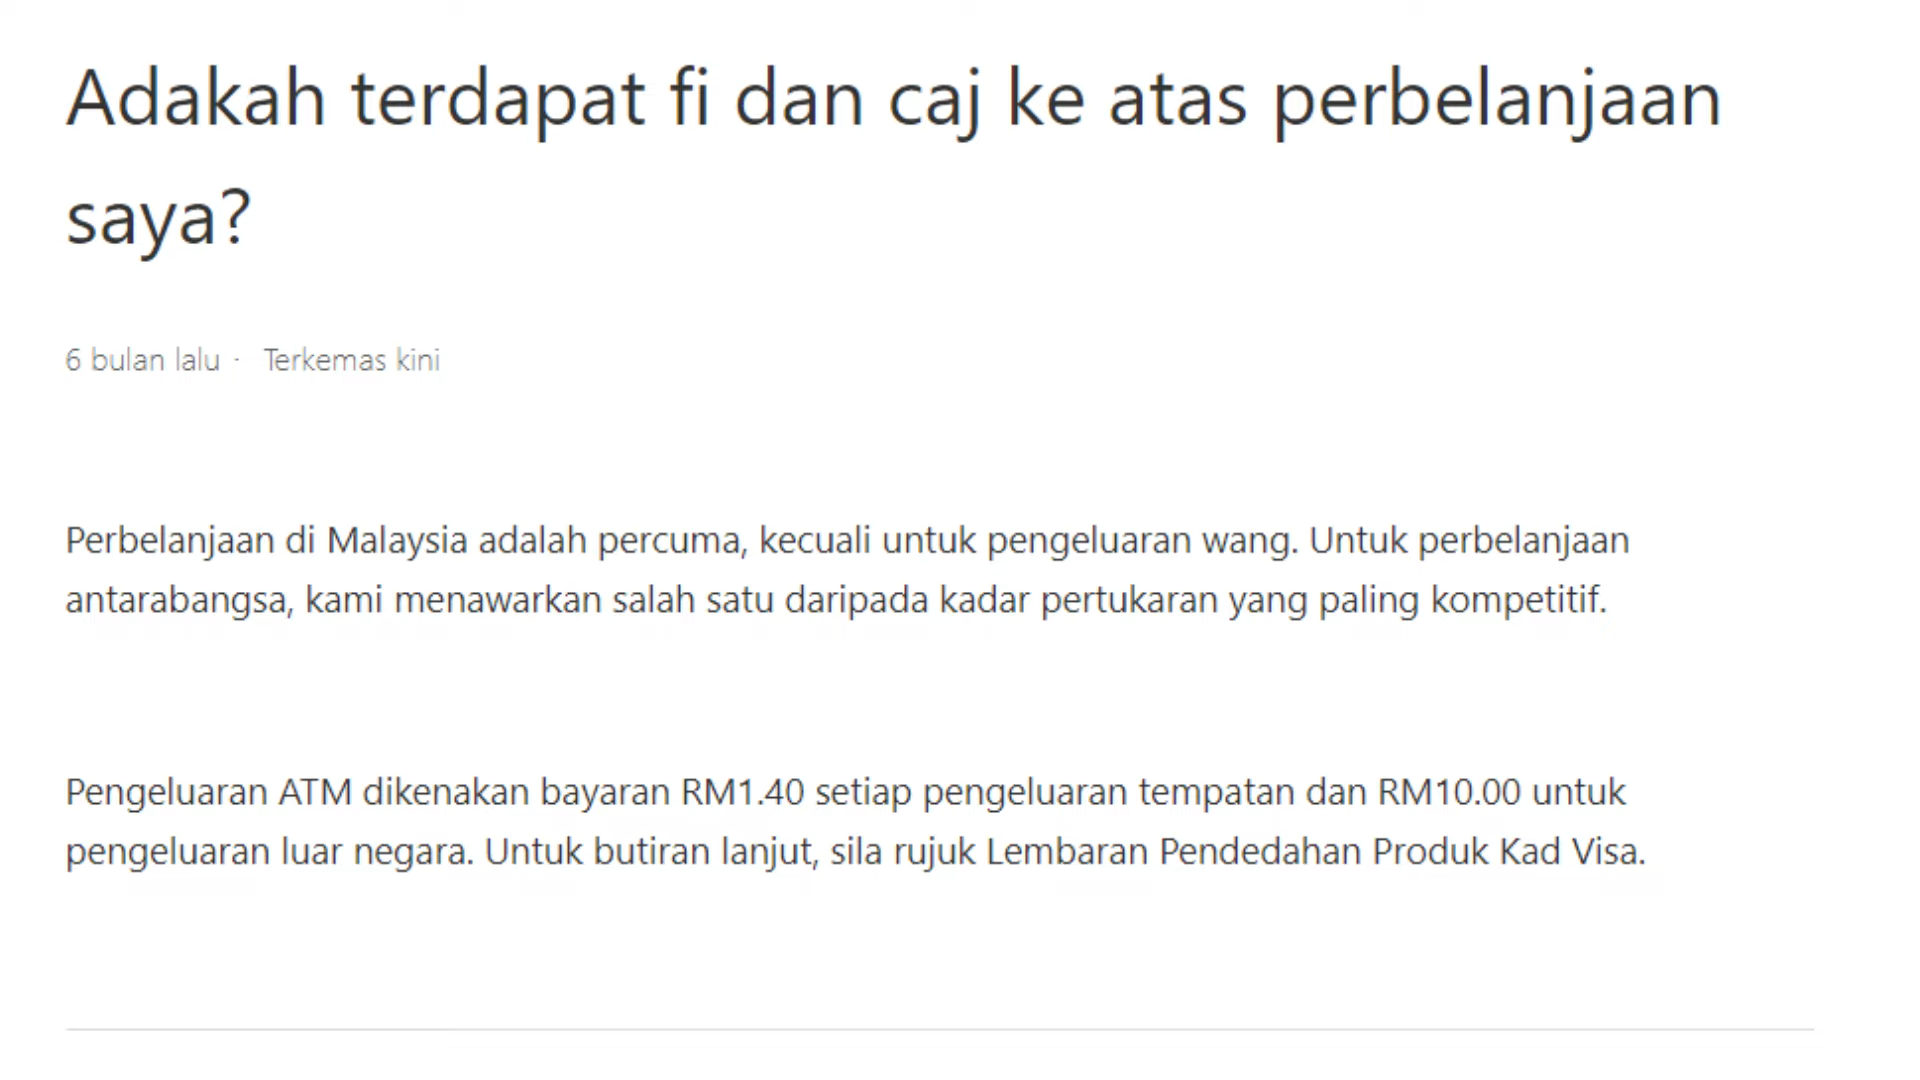 Adakah terdapat fi dan caj ke atas perbelanjaan
saya?
6 bulan lalu · Terkemas kini
Perbelanjaan di Malaysia adalah percuma, kecuali untuk pengeluaran wang. Untuk perbelanjaan
antarabangsa, kami menawarkan salah satu daripada kadar pertukaran yang paling kompetitif.
Pengeluaran ATM dikenakan bayaran RM1.40 setiap pengeluaran tempatan dan RM10.00 untuk
pengeluaran luar negara. Untuk butiran lanjut, sila rujuk Lembaran Pendedahan Produk Kad Visa.